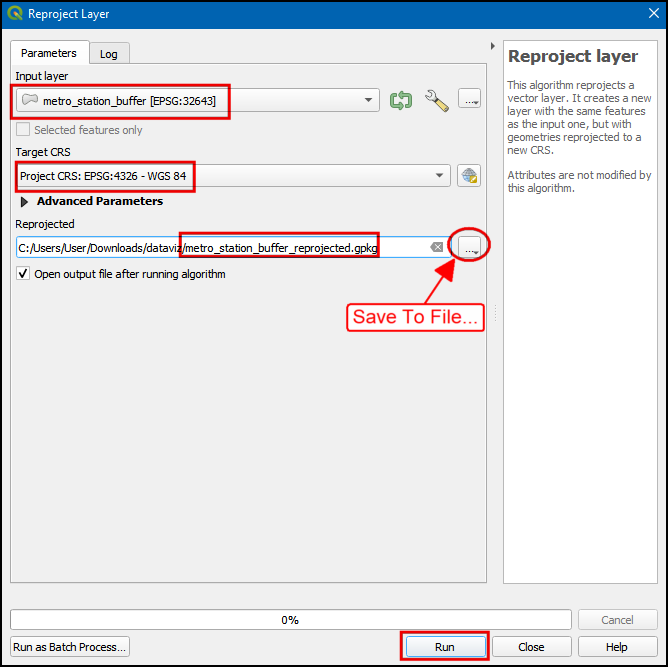 Reproject Layer
Parameters
Log
Input layer
metro_station_buffer [EPSG:32643]
...
Selected features only
Target CRS
Project CRS: EPSG:4326 - WGS 84
Advanced Parameters
Reprojected
C:/Users/User/Downloads/dataviz/metro_station_buffer_reprojected.gpkg
...
Open output file after running algorithm
Save To File...
Reproject layer
This algorithm reprojects a
vector layer. It creates a new
layer with the same features
as the input one, but with
geometries reprojected to a
new CRS.
Attributes are not modified by
this algorithm.
0%
Cancel
Run as Batch Process...
Run
Close
Help